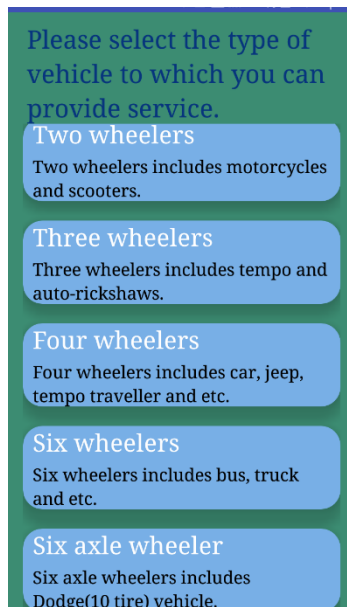 Please select the type of
vehicle to which you can
provide service.
Two wheelers
Two wheelers includes motorcycles
and scooters.
Three wheelers
Three wheelers includes tempo and
auto-rickshaws.
Four wheelers
Four wheelers includes car, jeep,
tempo traveller and etc.
Six wheelers
Six wheelers includes bus, truck
and etc.
Six axle wheeler
Six axle wheelers includes
Dodge(10 tire) vehicle.